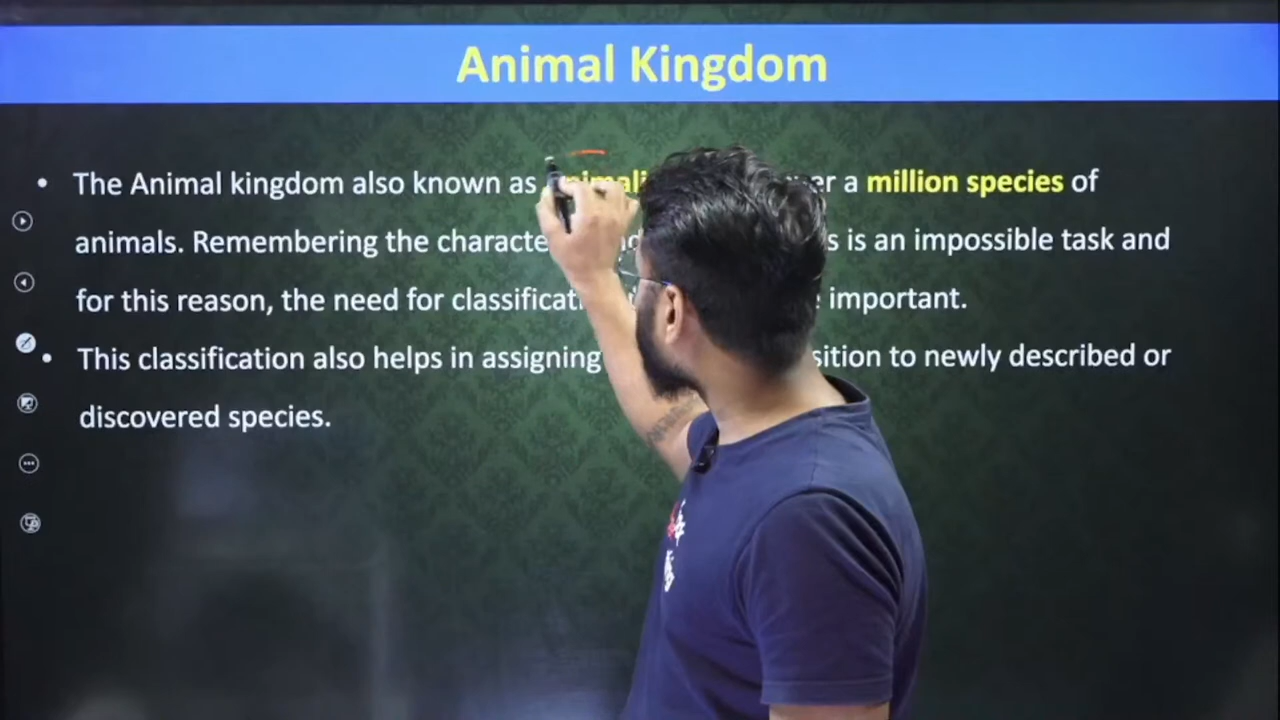 Animal Kingdom
• The Animal kingdom also known as a million species of
animals. Remembering the is an impossible task and
for this reason, the need for important.
• This classification also helps in assigning to newly described or
discovered species.